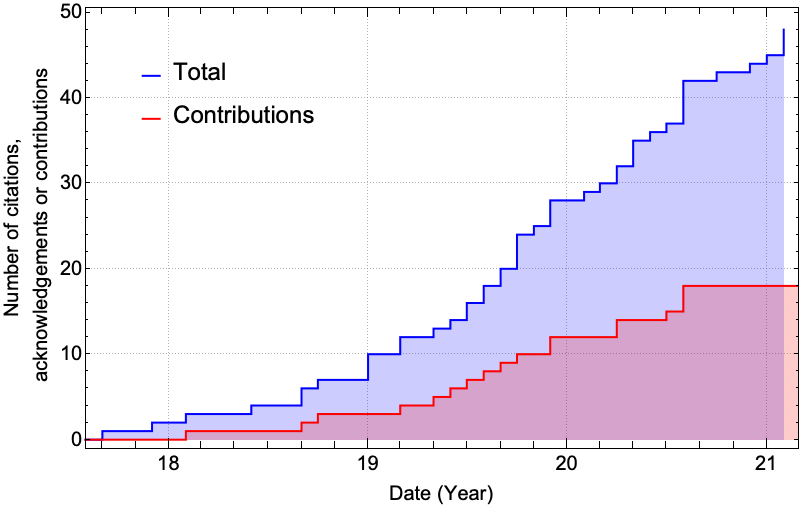 Number of citations,
acknowledgements or contributions
50
40
30
20
10
0
Total
Contributions
18
19
20
21
Date (Year)